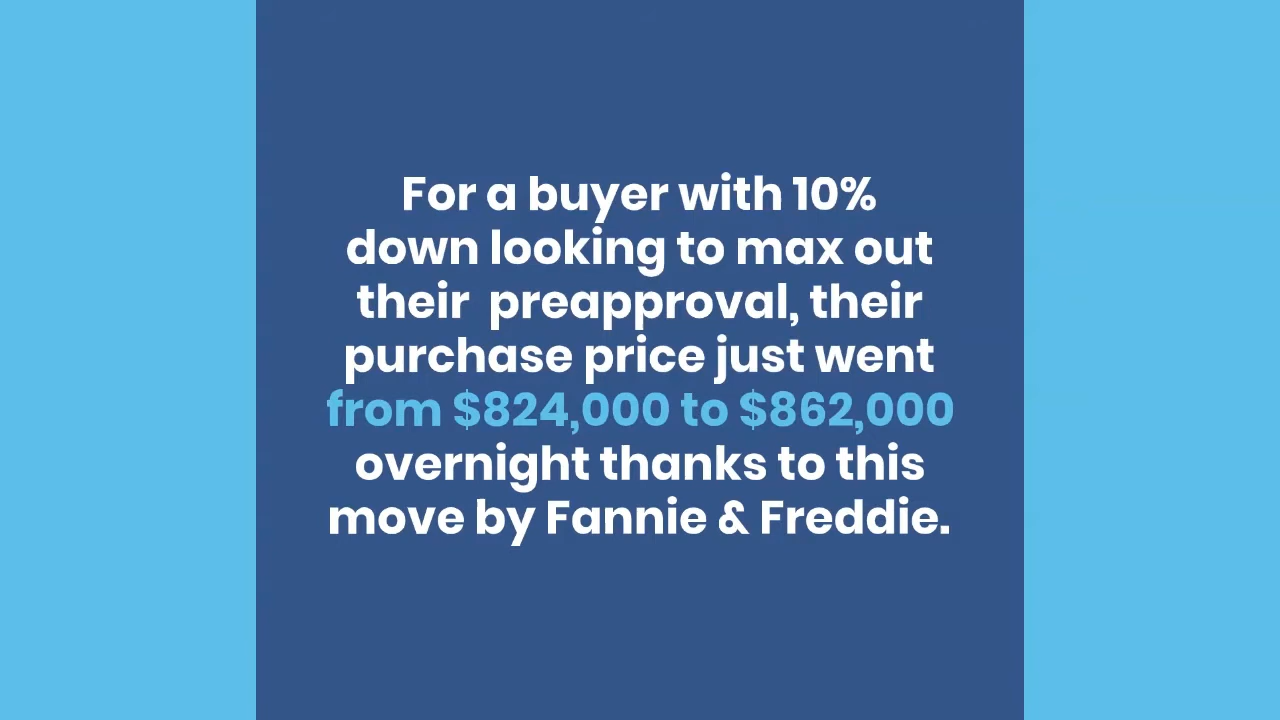 For a buyer with 10%
down looking to max out
their  preapproval, their
purchase price just went
from $824,000 to $862,000
overnight thanks to this
move by Fannie & Freddie.